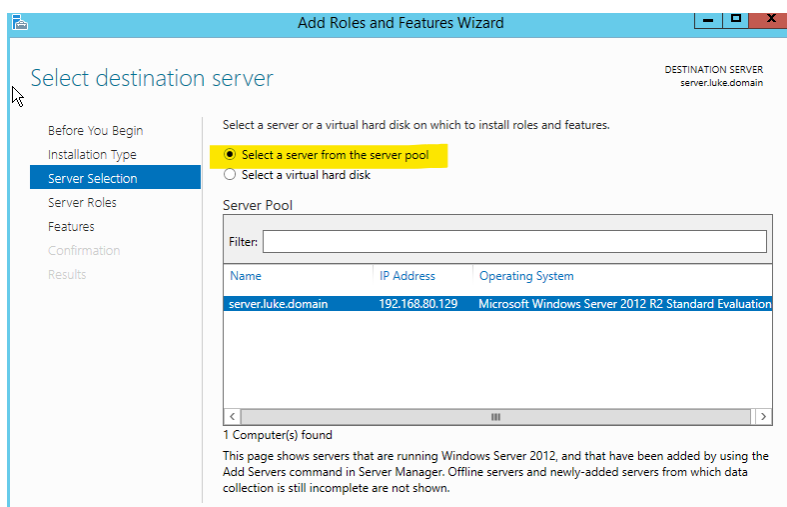 Add Roles and Features Wizard
x
Select destination server
DESTINATION SERVER
server.luke.domain
Before You Begin
Installation Type
Server Selection
Server Roles
Features
Confirmation
Results
Select a server or a virtual hard disk on which to install roles and features.
Select a server from the server pool
Select a virtual hard disk
Server Pool
Filter:
Name IP Address Operating System
server.luke.domain 192.168.80.129 Microsoft Windows Server 2012 R2 Standard Evaluation
1 Computer(s) found
This page shows servers that are running Windows Server 2012, and that have been added by using the
Add Servers command in Server Manager. Offline servers and newly-added servers from which data
collection is still incomplete are not shown.